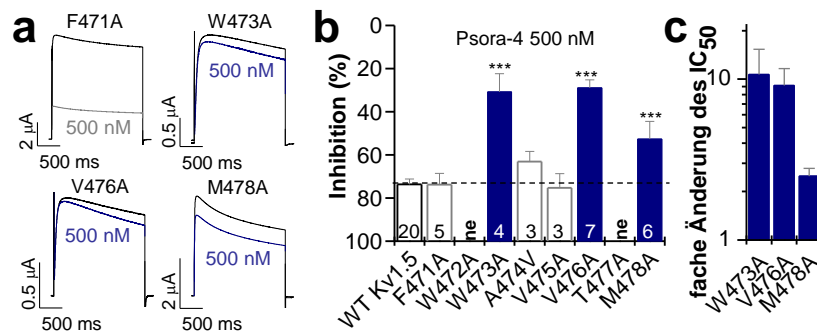 a
F471A
500 nM
2 µA
500 ms
W473A
500 nM
0.5 µA
500 ms
V476A
500 nM
0.5 µA
500 ms
M478A
500 nM
2 µA
500 ms
b
Psora-4 500 nM
Inhibition (%)
0
20
40
60
80
100
***
***
***
20
5
ne
4
3
3
7
ne
6
WT Kv1.5
F471A
W472A
W473A
A474V
V475A
V476A
T477A
M478A
c
fache Änderung des IC50
10
1
W473A
V476A
M478A